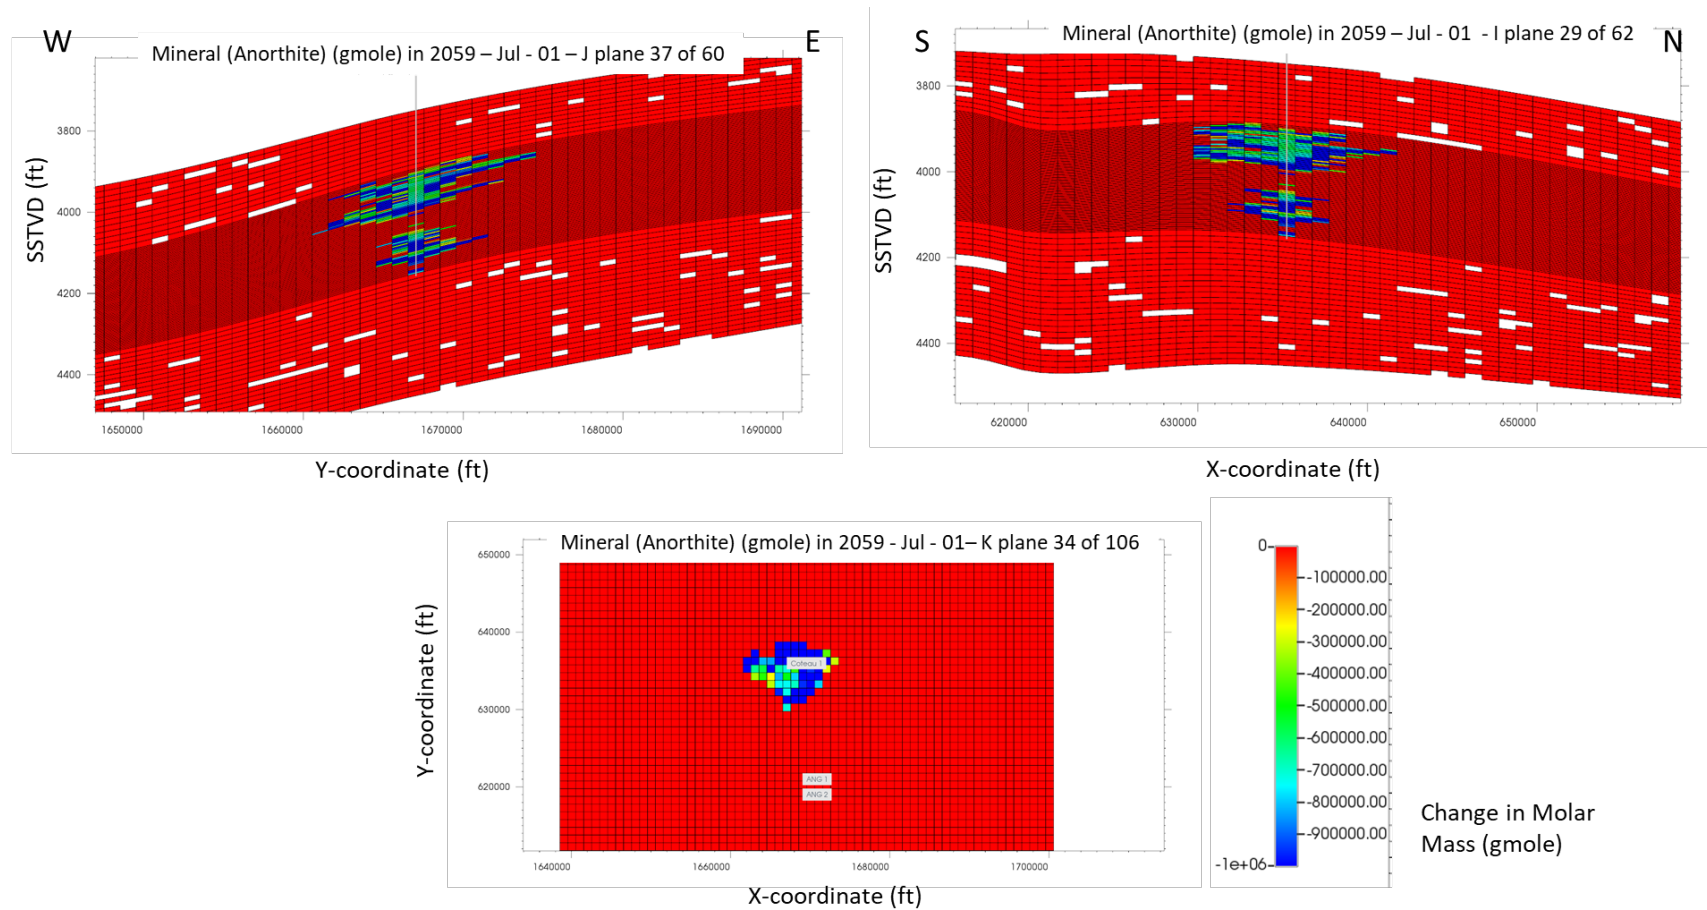 W
Mineral (Anorthite) (gmole) in 2059 – Jul - 01 – J plane 37 of 60
E
SSTVD (ft)
3800
4000
4200
4400
1650000
1660000
1670000
1680000
1690000
Y-coordinate (ft)
S
Mineral (Anorthite) (gmole) in 2059 – Jul - 01 - I plane 29 of 62
N
SSTVD (ft)
3800
4000
4200
4400
620000
630000
640000
650000
X-coordinate (ft)
Mineral (Anorthite) (gmole) in 2059 - Jul - 01– K plane 34 of 106
Y-coordinate (ft)
650000
640000
630000
620000
Coteau 1
ANG 1
ANG 2
1640000
1660000
1680000
1700000
X-coordinate (ft)
0
-100000.00
-200000.00
-300000.00
-400000.00
-500000.00
-600000.00
-700000.00
-800000.00
-900000.00
-1e+06
Change in Molar
Mass (gmole)